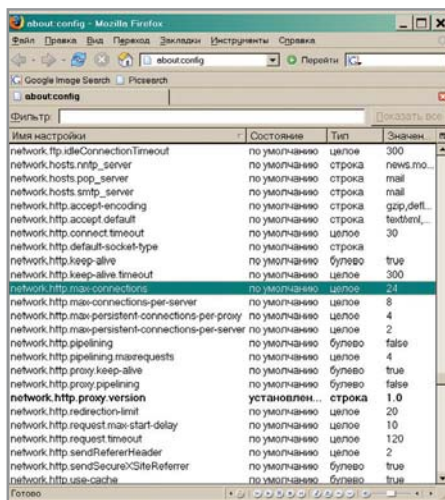 about:config - Mozilla Firefox
Файл Правка Вид Переход Закладки Инструменты Справка
about:config Перейти
Google Image Search Picsearch
about:config
Фильтр: Показать все
Имя настройки Состояние Тип Значен...
network.ftp.idleConnectionTimeout по умолчанию целое 300
network.hosts.nntp_server по умолчанию строка news.mo...
network.hosts.pop_server по умолчанию строка mail
network.hosts.smtp_server по умолчанию строка mail
network.http.accept-encoding по умолчанию строка gzip,defl...
network.http.accept.default по умолчанию строка text/xml,...
network.http.connect.timeout по умолчанию целое 30
network.http.default-socket-type по умолчанию строка
network.http.keep-alive по умолчанию булево true
network.http.keep-alive.timeout по умолчанию целое 300
network.http.max-connections по умолчанию целое 24
network.http.max-connections-per-server по умолчанию целое 8
network.http.max-persistent-connections-per-proxy по умолчанию целое 4
network.http.max-persistent-connections-per-server по умолчанию целое 2
network.http.pipelining по умолчанию булево false
network.http.pipelining.maxrequests по умолчанию целое 4
network.http.proxy.keep-alive по умолчанию булево true
network.http.proxy.pipelining по умолчанию булево false
network.http.proxy.version установлен... строка 1.0
network.http.redirection-limit по умолчанию целое 20
network.http.request.max-start-delay по умолчанию целое 10
network.http.request.timeout по умолчанию целое 120
network.http.sendRefererHeader по умолчанию целое 2
network.http.sendSecureXSiteReferrer по умолчанию булево true
network.http.use-cache по умолчанию булево true
Готово